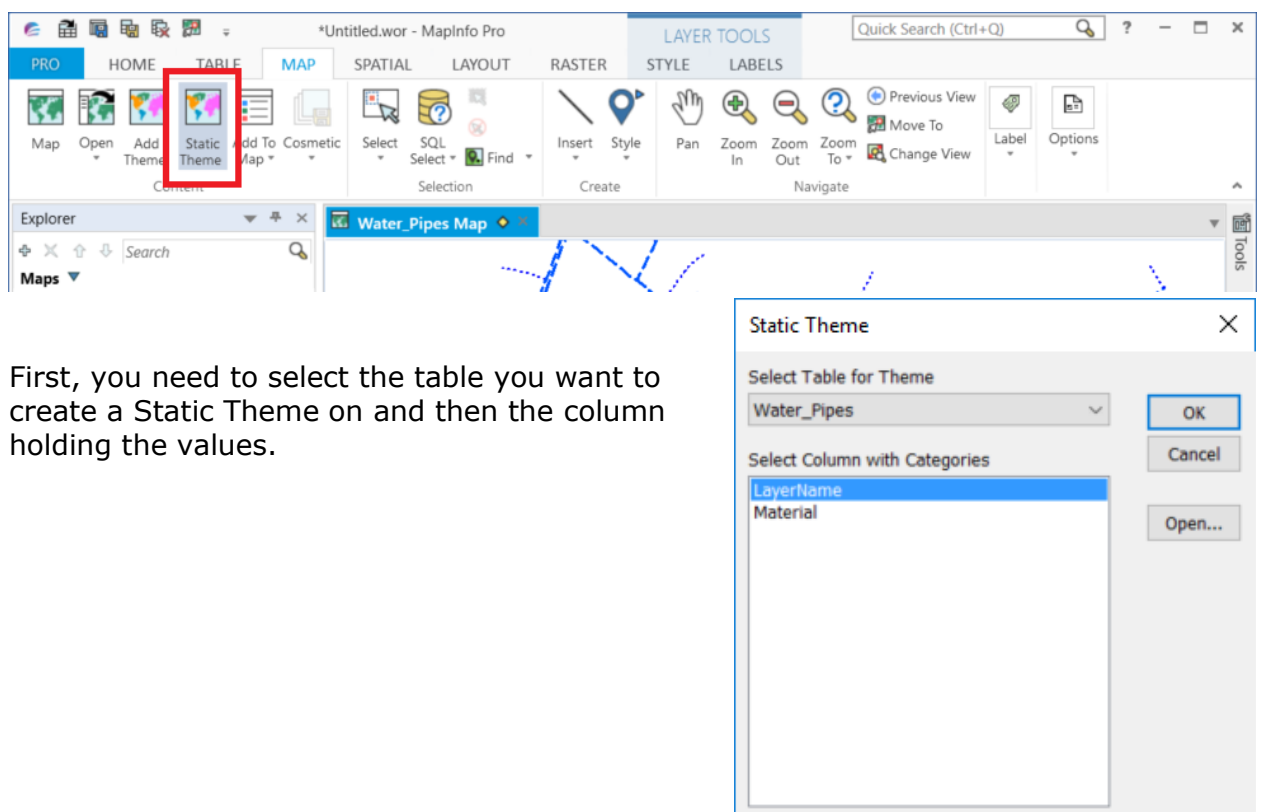 *Untitled.wor - MapInfo Pro
LAYER TOOLS
Quick Search (Ctrl+Q)
?
PRO HOME TABLE MAP SPATIAL LAYOUT RASTER STYLE LABELS
Map
Open
Add Theme
Static Theme
Add To Map
Cosmetic
Select
SQL Select
Find
Insert
Style
Pan
Zoom In
Zoom Out
Zoom To
Previous View
Move To
Change View
Label
Options
Content
Selection
Create
Navigate
Explorer
Search
Maps
Water_Pipes Map
Tools
First, you need to select the table you want to
create a Static Theme on and then the column
holding the values.
Static Theme
Select Table for Theme
Water_Pipes
OK
Cancel
Select Column with Categories
LayerName
Material
Open...